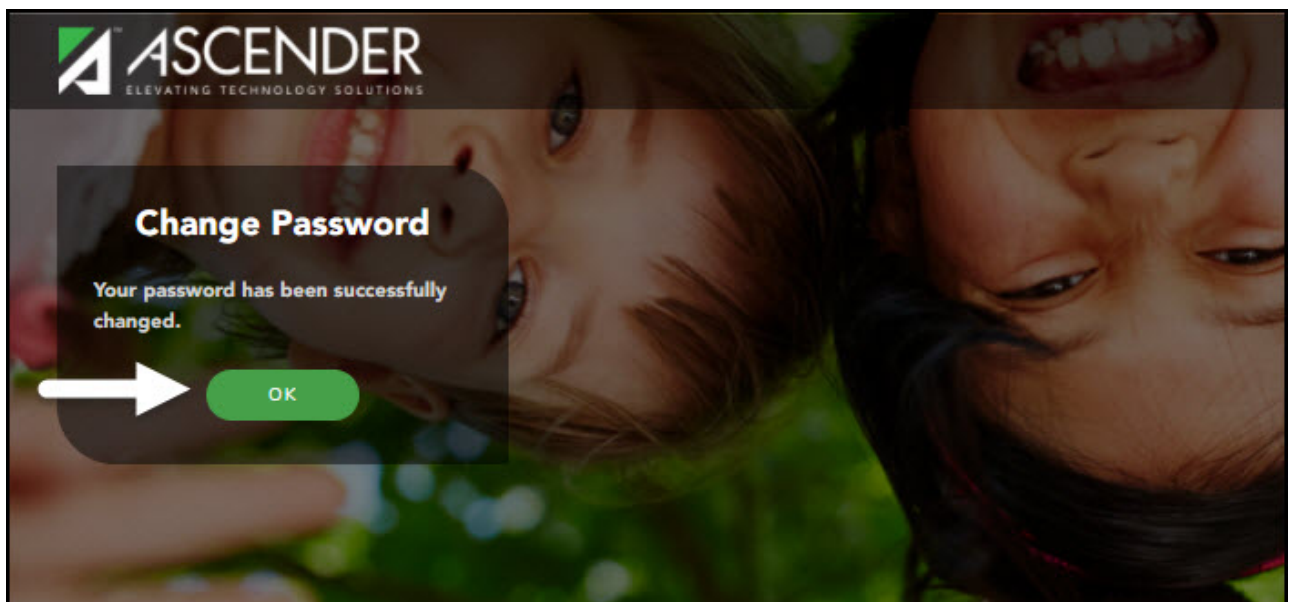 ASCENDER
ELEVATING TECHNOLOGY SOLUTIONS
Change Password
Your password has been successfully
changed.
OK